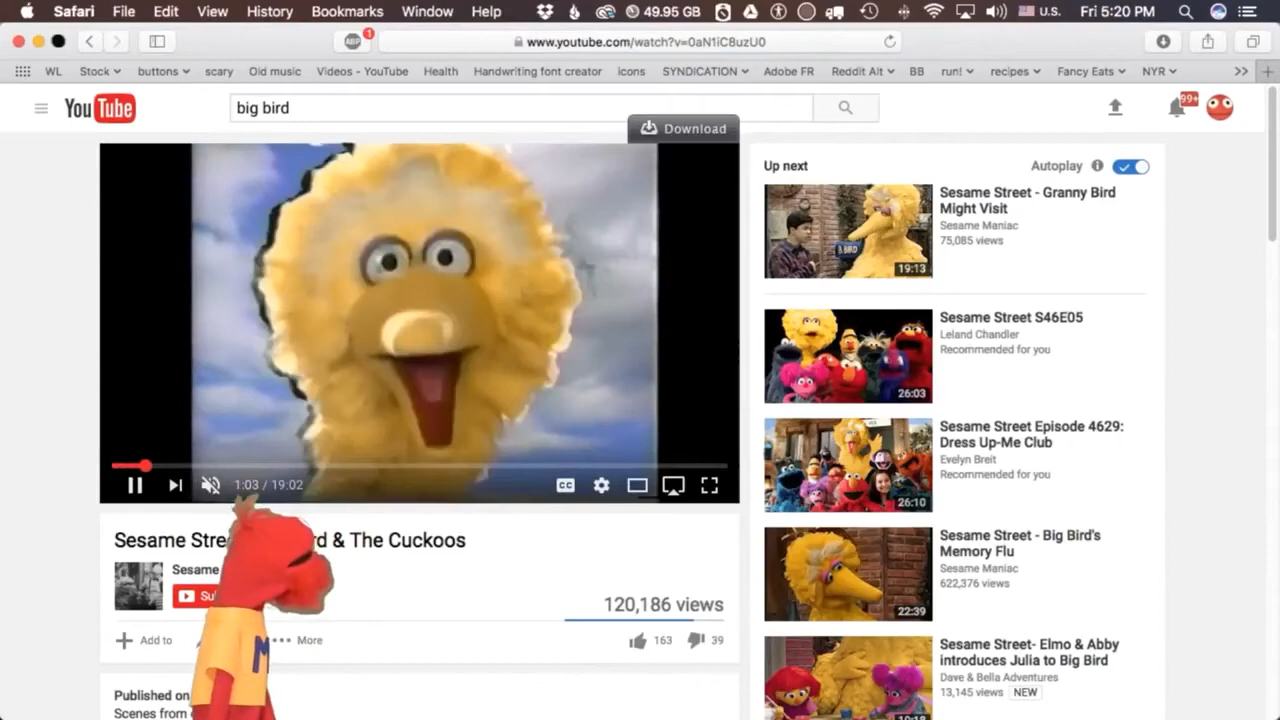 Safari File Edit View History Bookmarks Window Help 49.95 GB U.S. Fri 5:20 PM
ABP 1 www.youtube.com/watch?v=0aN1iC8uzU0
WL Stock buttons scary Old music Videos - YouTube Health Handwriting font creator icons SYNDICATION Adobe FR Reddit Alt BB run! recipes Fancy Eats NYR
YouTube big bird 99+
Download
1:03 / 19:02 CC
Sesame Stre rd & The Cuckoos
Sesame
Su
120,186 views
Add to More 163 39
Published on
Scenes from
M
Up next Autoplay
B. BIRD
19:13
Sesame Street - Granny Bird
Might Visit
Sesame Maniac
75,085 views
26:03
Sesame Street S46E05
Leland Chandler
Recommended for you
26:10
Sesame Street Episode 4629:
Dress Up-Me Club
Evelyn Breit
Recommended for you
22:39
Sesame Street - Big Bird's
Memory Flu
Sesame Maniac
622,376 views
Sesame Street- Elmo & Abby
introduces Julia to Big Bird
Dave & Bella Adventures
13,145 views NEW